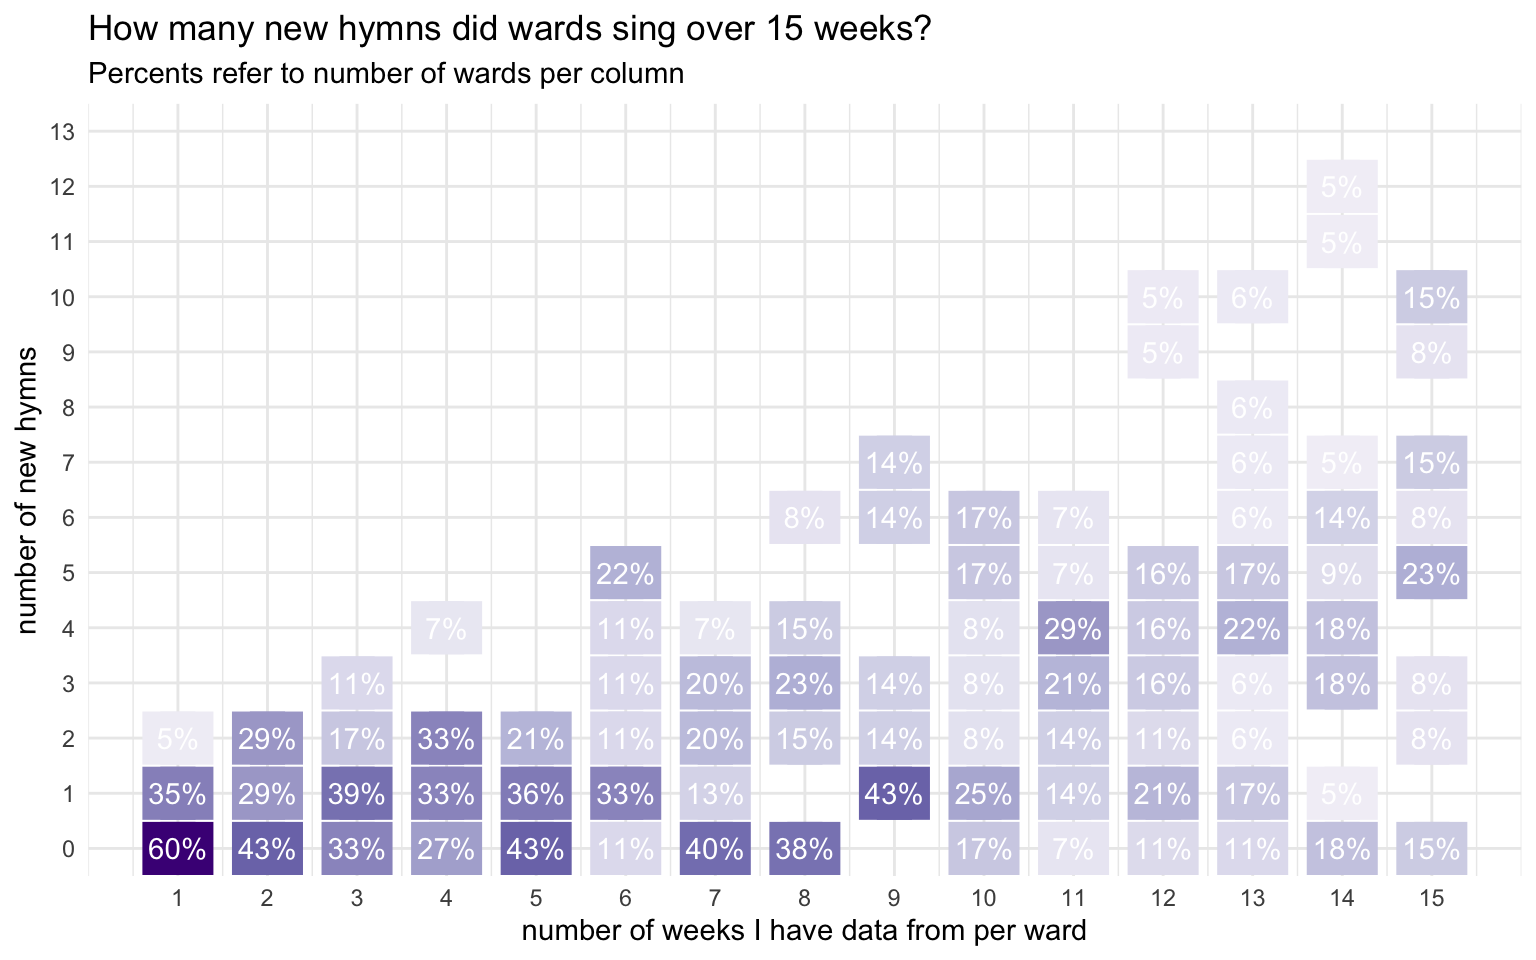 How many new hymns did wards sing over 15 weeks?
Percents refer to number of wards per column
13
12 5%
11 5%
10 5% 6% 15%
9 5% 8%
8 6%
7 14% 6% 5% 15%
6 8% 14% 17% 7% 6% 14% 8%
5 22% 17% 7% 16% 17% 9% 23%
4 7% 11% 7% 15% 8% 29% 16% 22% 18%
3 11% 11% 20% 23% 14% 8% 21% 16% 6% 18% 8%
2 5% 29% 17% 33% 21% 11% 20% 15% 14% 8% 14% 11% 6% 8%
1 35% 29% 39% 33% 36% 33% 13% 43% 25% 14% 21% 17% 5%
0 60% 43% 33% 27% 43% 11% 40% 38% 17% 7% 11% 11% 18% 15%
1 2 3 4 5 6 7 8 9 10 11 12 13 14 15
number of weeks I have data from per ward
number of new hymns